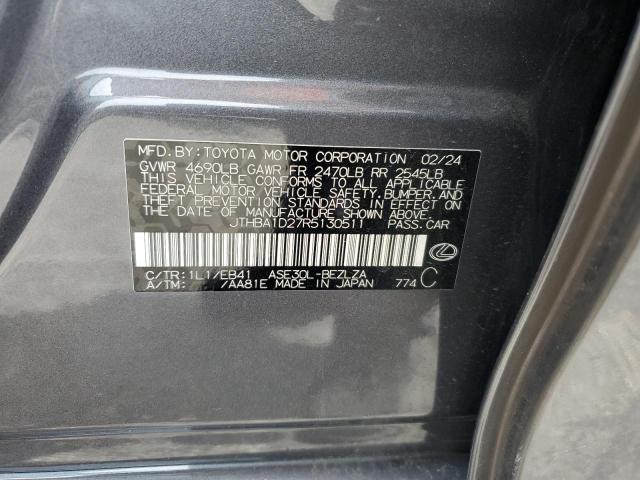 MFD. BY: TOYOTA MOTOR CORPORATION 02/24
GVWR 4690LB GAWR FR 2470LB RR 2545LB
THIS VEHICLE CONFORMS TO ALL APPLICABLE
FEDERAL MOTOR VEHICLE SAFETY, BUMPER, AND
THEFT PREVENTION STANDARDS IN EFFECT ON
THE DATE OF MANUFACTURE SHOWN ABOVE.
JTHBA1D27R5130511 PASS.CAR
C/TR: 1L1/EB41 ASE30L-BEZLZA
A/TM: /AA81E MADE IN JAPAN 774 C